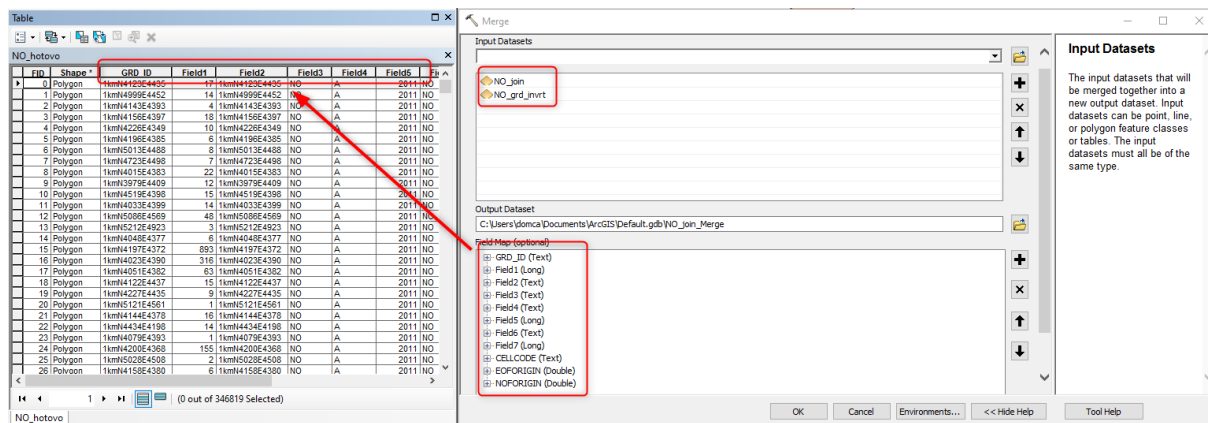 Table
NO_hotovo
FID Shape * GRD_ID Field1 Field2 Field3 Field4 Field5
0 Polygon 1kmN4123E4435 17 1kmN4123E4435 NO A 2011 NO
1 Polygon 1kmN4999E4452 14 1kmN4999E4452 NO A 2011 NO
2 Polygon 1kmN4143E4393 4 1kmN4143E4393 NO A 2011 NO
3 Polygon 1kmN4156E4397 18 1kmN4156E4397 NO A 2011 NO
4 Polygon 1kmN4226E4349 10 1kmN4226E4349 NO A 2011 NO
5 Polygon 1kmN4196E4385 6 1kmN4196E4385 NO A 2011 NO
6 Polygon 1kmN5013E4488 8 1kmN5013E4488 NO A 2011 NO
7 Polygon 1kmN4723E4498 7 1kmN4723E4498 NO A 2011 NO
8 Polygon 1kmN4015E4383 22 1kmN4015E4383 NO A 2011 NO
9 Polygon 1kmN3979E4409 12 1kmN3979E4409 NO A 2011 NO
10 Polygon 1kmN4519E4398 15 1kmN4519E4398 NO A 2011 NO
11 Polygon 1kmN4033E4399 14 1kmN4033E4399 NO A 2011 NO
12 Polygon 1kmN5086E4569 48 1kmN5086E4569 NO A 2011 NO
13 Polygon 1kmN5212E4923 3 1kmN5212E4923 NO A 2011 NO
14 Polygon 1kmN4048E4377 6 1kmN4048E4377 NO A 2011 NO
15 Polygon 1kmN4197E4372 893 1kmN4197E4372 NO A 2011 NO
16 Polygon 1kmN4023E4390 316 1kmN4023E4390 NO A 2011 NO
17 Polygon 1kmN4051E4382 63 1kmN4051E4382 NO A 2011 NO
18 Polygon 1kmN4122E4437 15 1kmN4122E4437 NO A 2011 NO
19 Polygon 1kmN4227E4435 9 1kmN4227E4435 NO A 2011 NO
20 Polygon 1kmN5121E4561 1 1kmN5121E4561 NO A 2011 NO
21 Polygon 1kmN4144E4378 16 1kmN4144E4378 NO A 2011 NO
22 Polygon 1kmN4434E4198 14 1kmN4434E4198 NO A 2011 NO
23 Polygon 1kmN4079E4393 1 1kmN4079E4393 NO A 2011 NO
24 Polygon 1kmN4200E4368 155 1kmN4200E4368 NO A 2011 NO
25 Polygon 1kmN5028E4508 2 1kmN5028E4508 NO A 2011 NO
26 Polygon 1kmN4158E4380 6 1kmN4158E4380 NO A 2011 NO
1
(0 out of 346819 Selected)
NO_hotovo
Merge
Input Datasets
NO_join
NO_grd_invrt
Output Dataset
C:\Users\domca\Documents\ArcGIS\Default.gdb\NO_join_Merge
Field Map (optional)
GRD_ID (Text)
Field1 (Long)
Field2 (Text)
Field3 (Text)
Field4 (Text)
Field5 (Long)
Field6 (Text)
Field7 (Long)
CELLCODE (Text)
EOFORIGIN (Double)
NOFORIGIN (Double)
OK
Cancel
Environments...
<< Hide Help
Tool Help
Input Datasets
The input datasets that will
be merged together into a
new output dataset. Input
datasets can be point, line,
or polygon feature classes
or tables. The input
datasets must all be of the
same type.